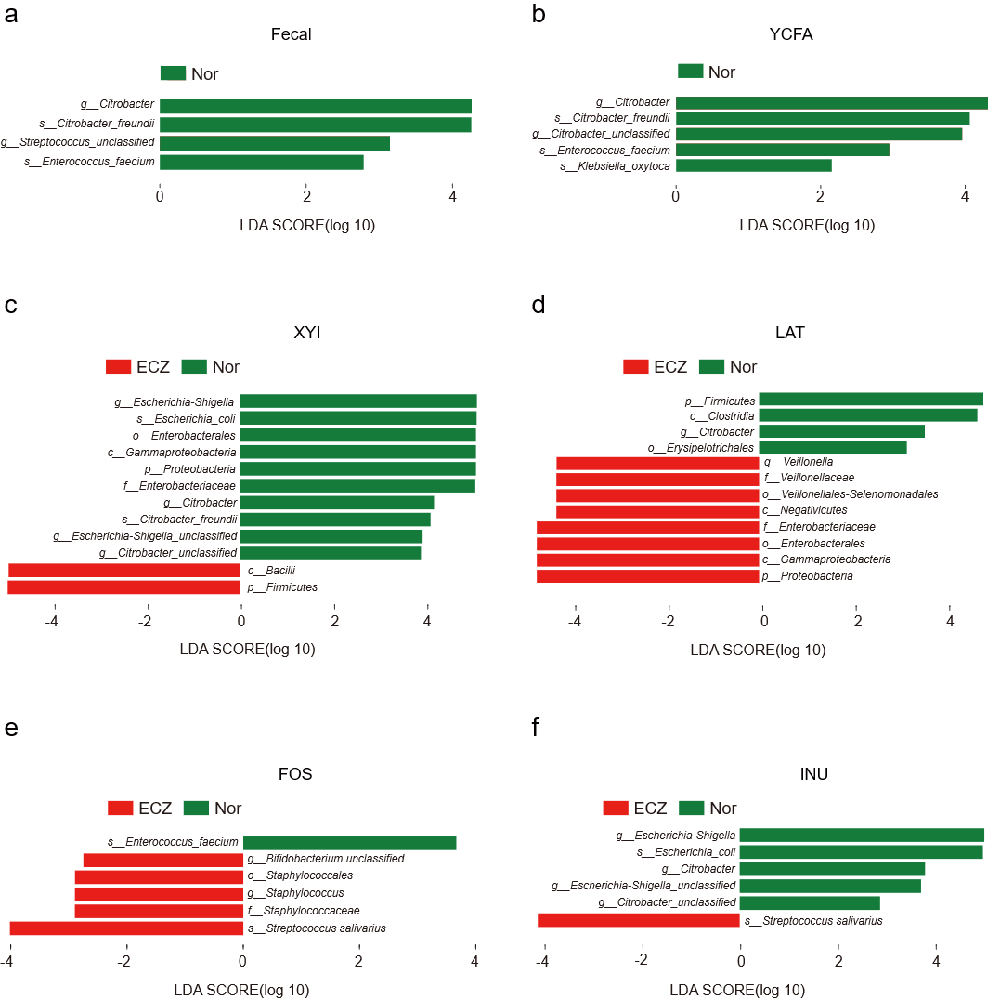 a
Fecal
Nor
g__Citrobacter
s__Citrobacter_freundii
g__Streptococcus_unclassified
s__Enterococcus_faecium
0 2 4
LDA SCORE(log 10)
b
YCFA
Nor
g__Citrobacter
s__Citrobacter_freundii
g__Citrobacter_unclassified
s__Enterococcus_faecium
s__Klebsiella_oxytoca
0 2 4
LDA SCORE(log 10)
c
XYI
ECZ Nor
g__Escherichia-Shigella
s__Escherichia_coli
o__Enterobacterales
c__Gammaproteobacteria
p__Proteobacteria
f__Enterobacteriaceae
g__Citrobacter
s__Citrobacter_freundii
g__Escherichia-Shigella_unclassified
g__Citrobacter_unclassified
c__Bacilli
p__Firmicutes
-4 -2 0 2 4
LDA SCORE(log 10)
d
LAT
ECZ Nor
p__Firmicutes
c__Clostridia
g__Citrobacter
o__Erysipelotrichales
g__Veillonella
f__Veillonellaceae
o__Veillonellales-Selenomonadales
c__Negativicutes
f__Enterobacteriaceae
o__Enterobacterales
c__Gammaproteobacteria
p__Proteobacteria
-4 -2 0 2 4
LDA SCORE(log 10)
e
FOS
ECZ Nor
s__Enterococcus_faecium
g__Bifidobacterium unclassified
o__Staphylococcales
g__Staphylococcus
f__Staphylococcaceae
s__Streptococcus salivarius
-4 -2 0 2 4
LDA SCORE(log 10)
f
INU
ECZ Nor
g__Escherichia-Shigella
s__Escherichia_coli
g__Citrobacter
g__Escherichia-Shigella_unclassified
g__Citrobacter_unclassified
s__Streptococcus salivarius
-4 -2 0 2 4
LDA SCORE(log 10)